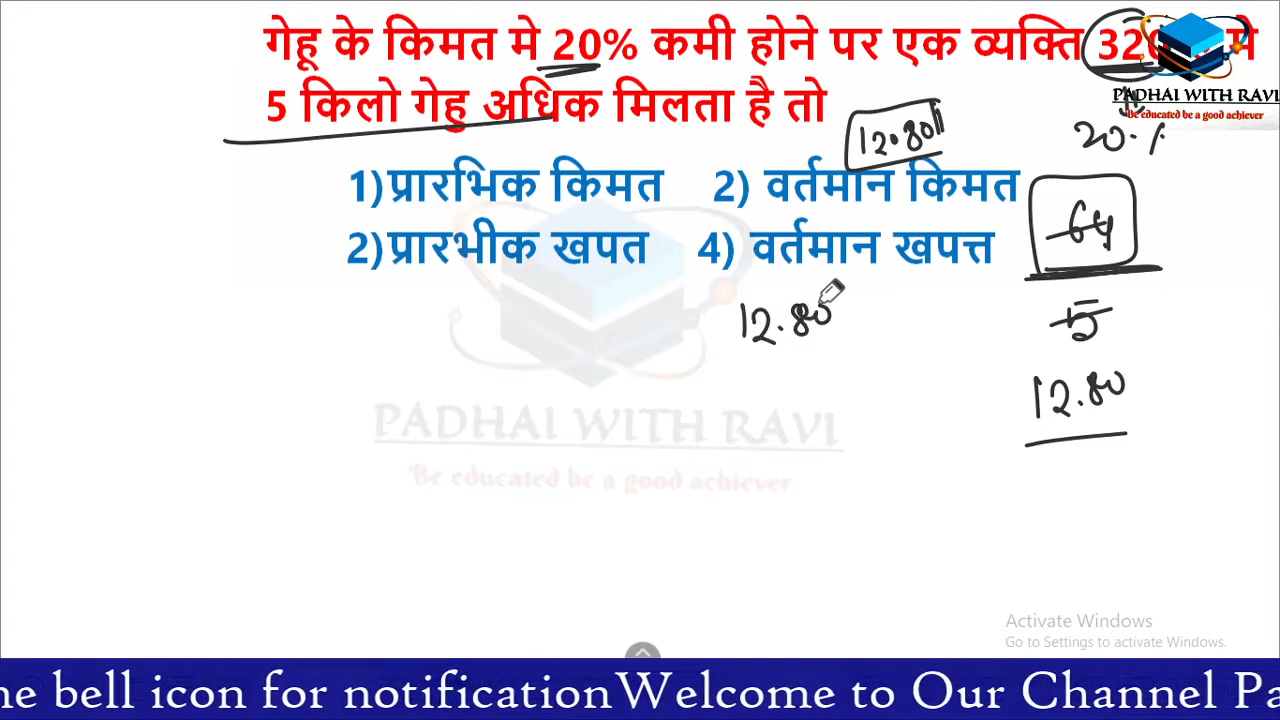 गेहू के किमत मे 20% कमी होने पर एक व्यक्ति 320 मे
5 किलो गेहु अधिक मिलता है तो
12.80
20%
PADHAI WITH RAVI
Be educated be a good achiever
1)प्रारभिक किमत 2) वर्तमान किमत
64
2)प्रारभीक खपत 4) वर्तमान खपत्त
12.80
5
12.80
PADHAI WITH RAVI
Be educated be a good achiever
Activate Windows
Go to Settings to activate Windows.
he bell icon for notificationWelcome to Our Channel Pa